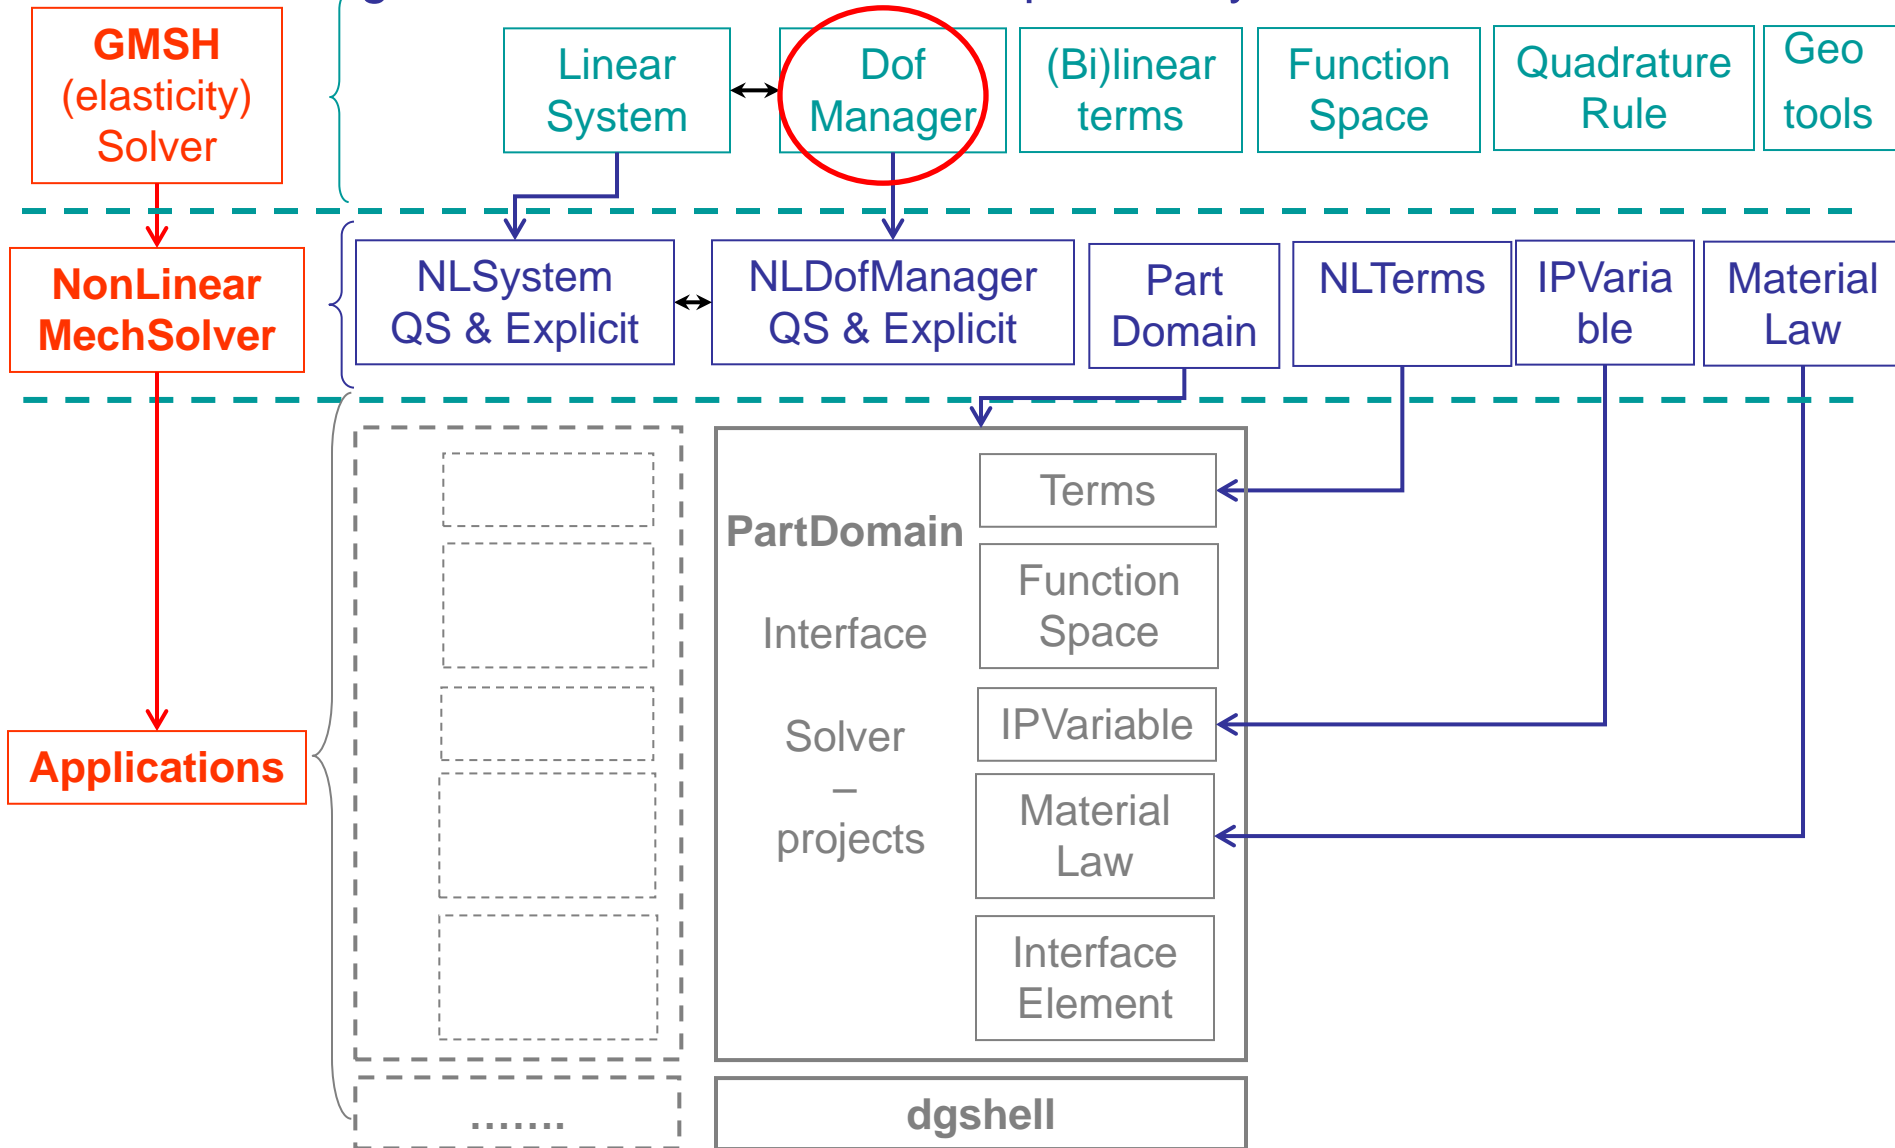 GMSH
(elasticity)
Solver
Linear
System
Dof
Manager
(Bi)linear
terms
Function
Space
Quadrature
Rule
Geo
tools
NonLinear
MechSolver
NLSystem
QS & Explicit
NLDofManager
QS & Explicit
Part
Domain
NLTerms
IPVaria
ble
Material
Law
Applications
PartDomain
Interface
Solver
–
projects
Terms
Function
Space
IPVariable
Material
Law
Interface
Element
.......
dgshell